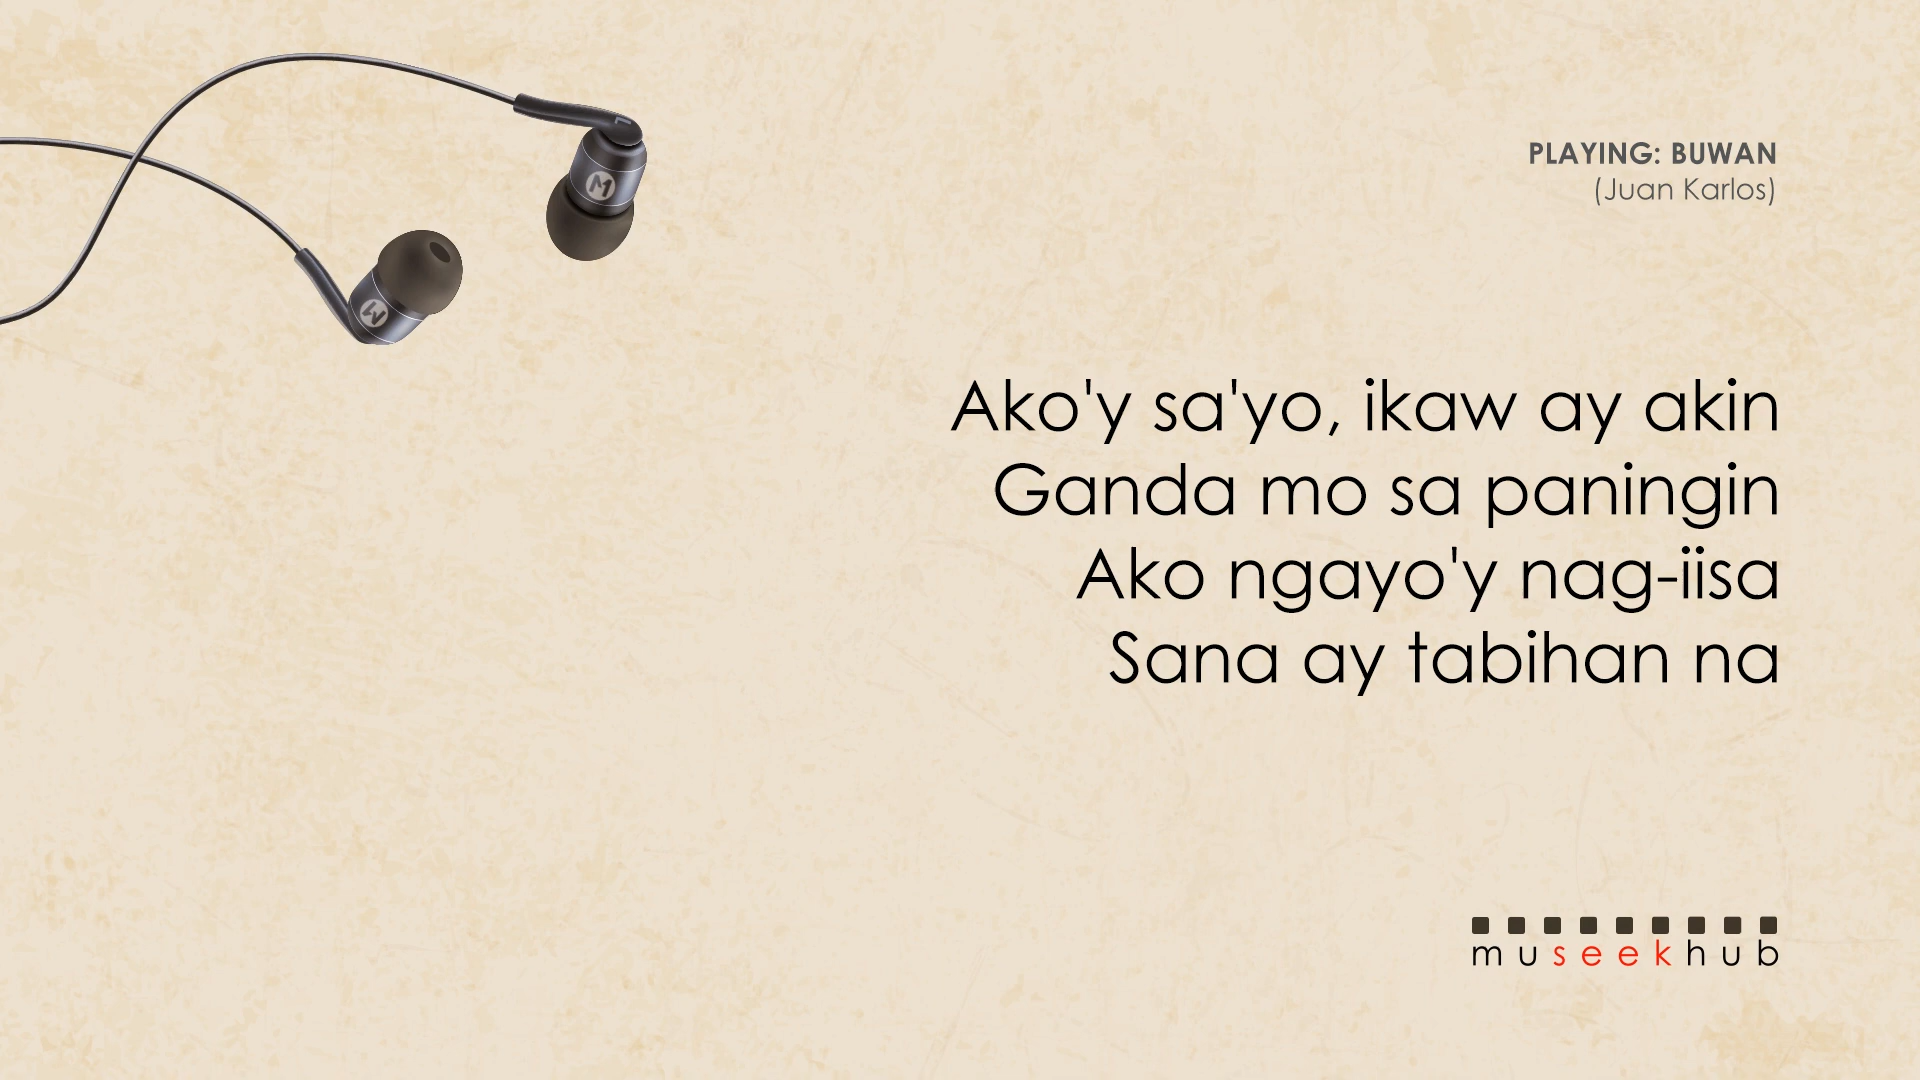 PLAYING: BUWAN
(Juan Karlos)
Ako'y sa'yo, ikaw ay akin
Ganda mo sa paningin
Ako ngayo'y nag-iisa
Sana ay tabihan na
museekhub
M
M
L